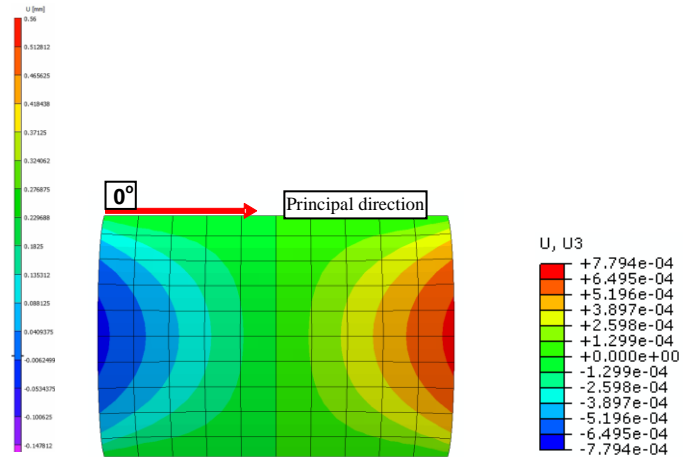 U [mm]
0.56
0.512812
0.465625
0.418438
0.37125
0.324062
0.276875
0.229688
0.1825
0.135312
0.088125
0.0409375
-0.0062499
-0.0534375
-0.100625
-0.147812
0°
Principal direction
U, U3
+7.794e-04
+6.495e-04
+5.196e-04
+3.897e-04
+2.598e-04
+1.299e-04
+0.000e+00
-1.299e-04
-2.598e-04
-3.897e-04
-5.196e-04
-6.495e-04
-7.794e-04